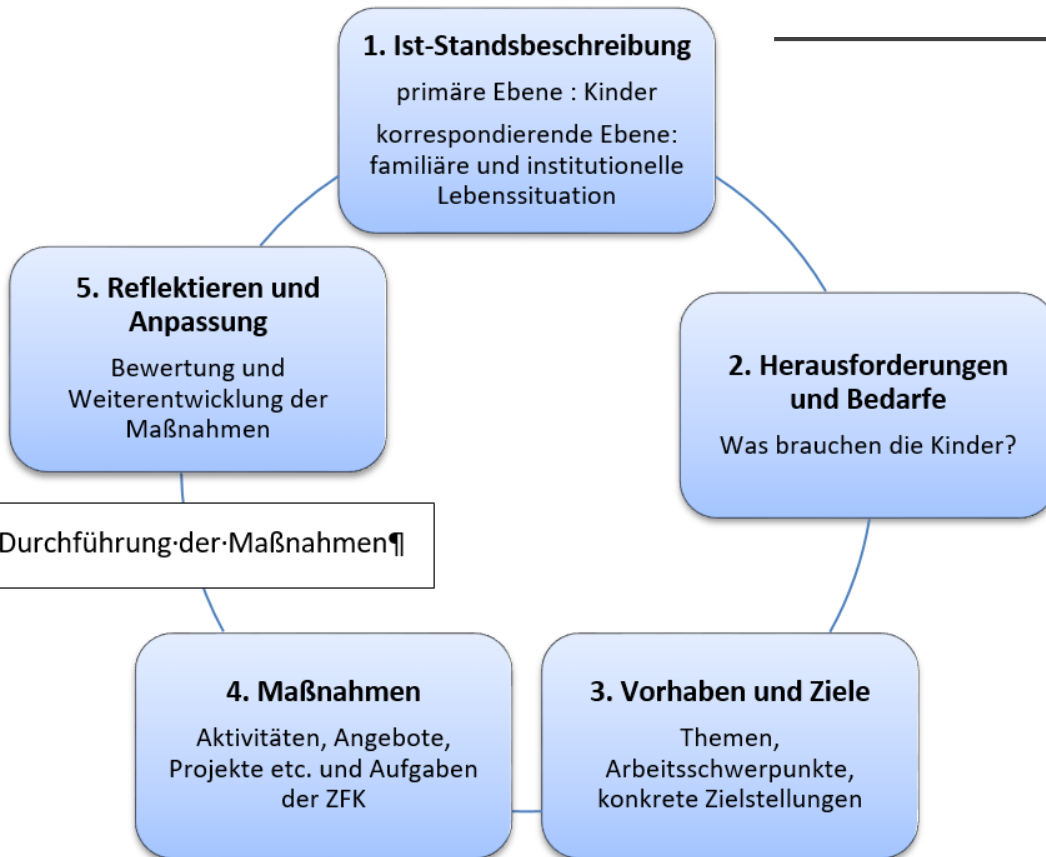 1. Ist-Standsbeschreibung
primäre Ebene : Kinder
korrespondierende Ebene:
familiäre und institutionelle
Lebenssituation
2. Herausforderungen
und Bedarfe
Was brauchen die Kinder?
3. Vorhaben und Ziele
Themen,
Arbeitsschwerpunkte,
konkrete Zielstellungen
4. Maßnahmen
Aktivitäten, Angebote,
Projekte etc. und Aufgaben
der ZFK
Durchführung·der·Maßnahmen¶
5. Reflektieren und
Anpassung
Bewertung und
Weiterentwicklung der
Maßnahmen